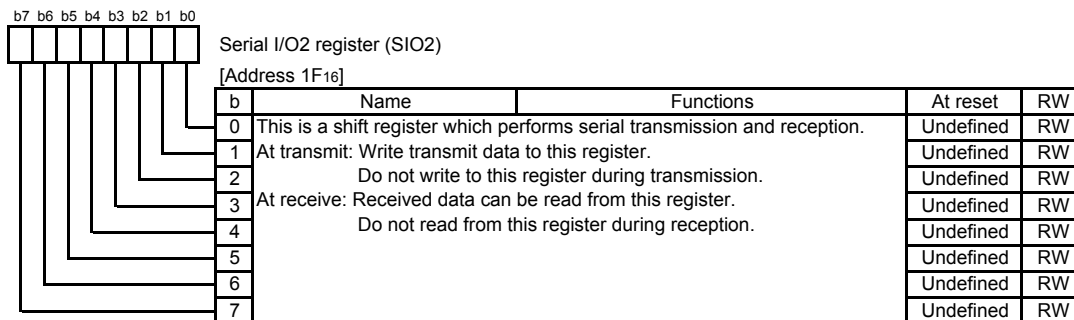 b7 b6 b5 b4 b3 b2 b1 b0
Serial I/O2 register (SIO2)
[Address 1F16]
b Name Functions At reset RW
0 This is a shift register which performs serial transmission and reception. Undefined RW
1 At transmit: Write transmit data to this register. Undefined RW
2 Do not write to this register during transmission. Undefined RW
3 At receive: Received data can be read from this register. Undefined RW
4 Do not read from this register during reception. Undefined RW
5 Undefined RW
6 Undefined RW
7 Undefined RW